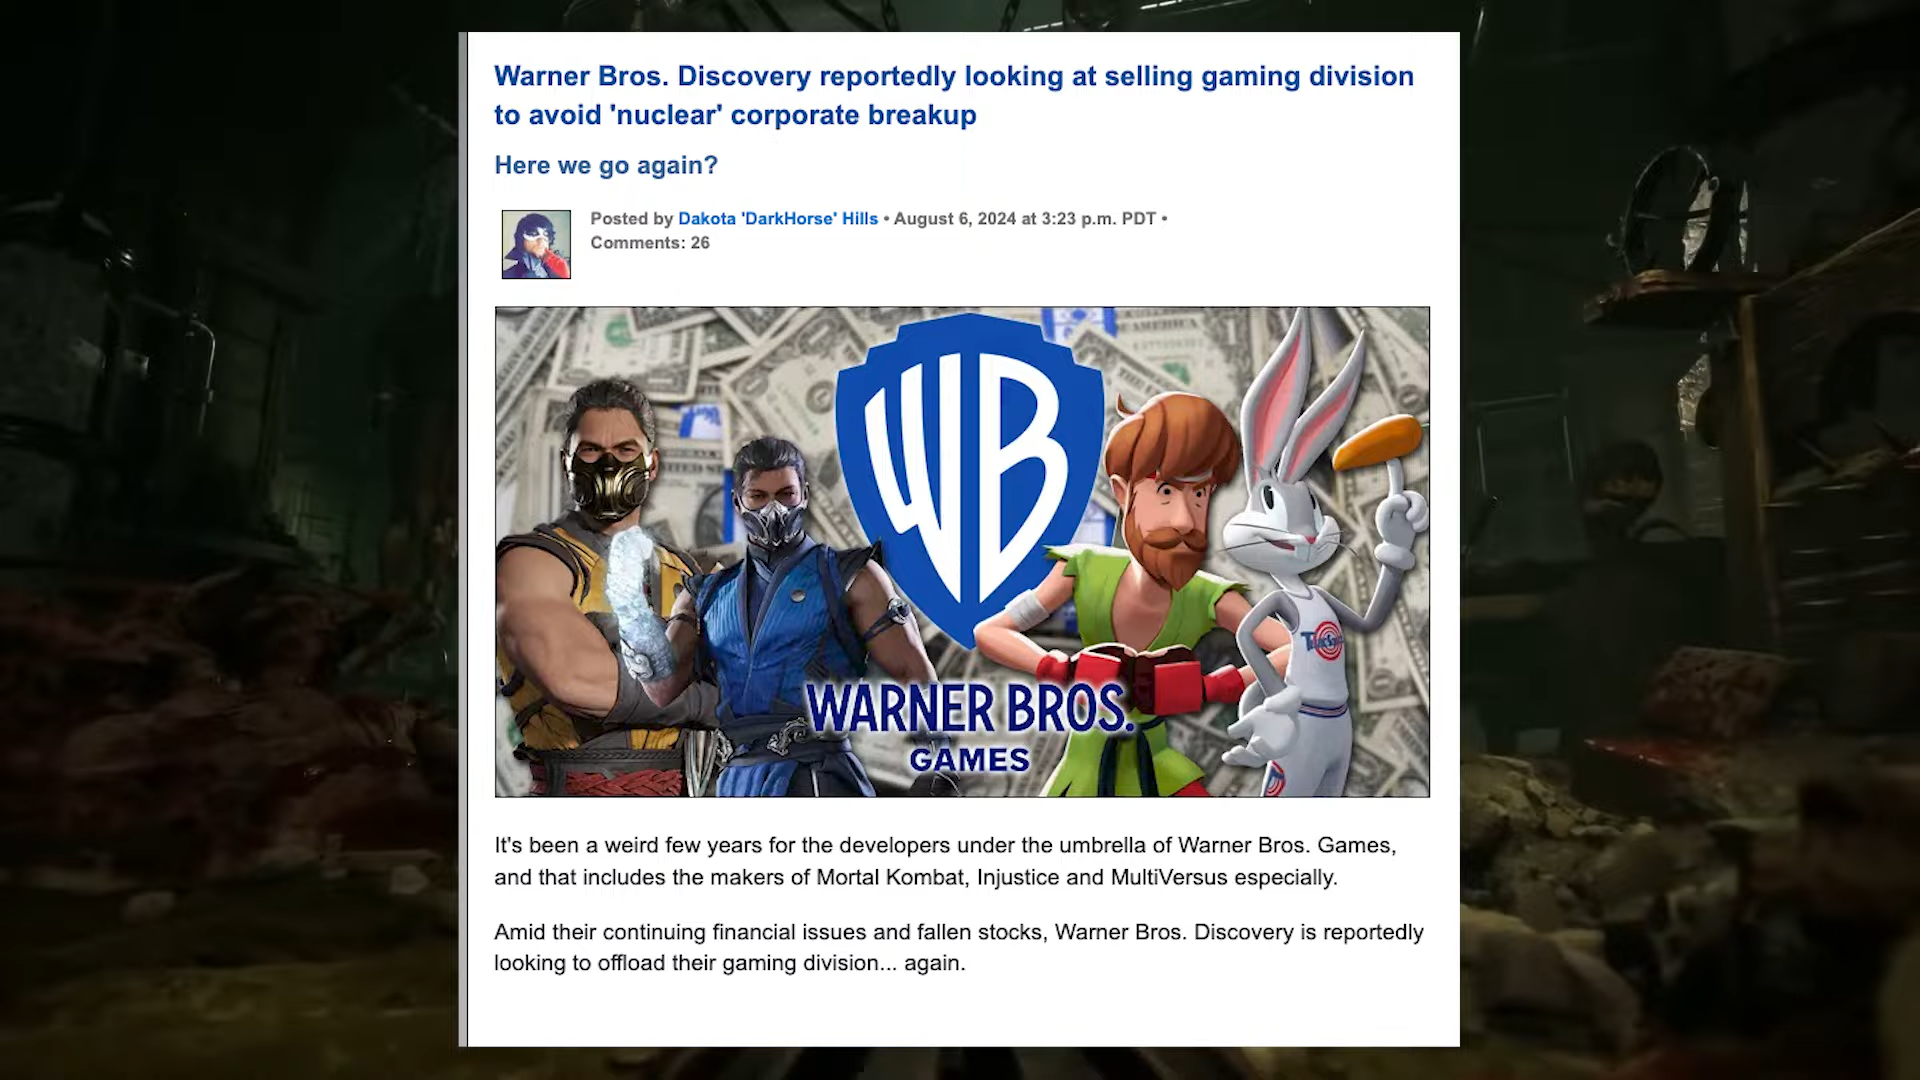 Warner Bros. Discovery reportedly looking at selling gaming division
to avoid 'nuclear' corporate breakup
Here we go again?
Posted by Dakota 'DarkHorse' Hills • August 6, 2024 at 3:23 p.m. PDT •
Comments: 26
WB
WARNER BROS.
GAMES
It's been a weird few years for the developers under the umbrella of Warner Bros. Games,
and that includes the makers of Mortal Kombat, Injustice and MultiVersus especially.
Amid their continuing financial issues and fallen stocks, Warner Bros. Discovery is reportedly
looking to offload their gaming division... again.